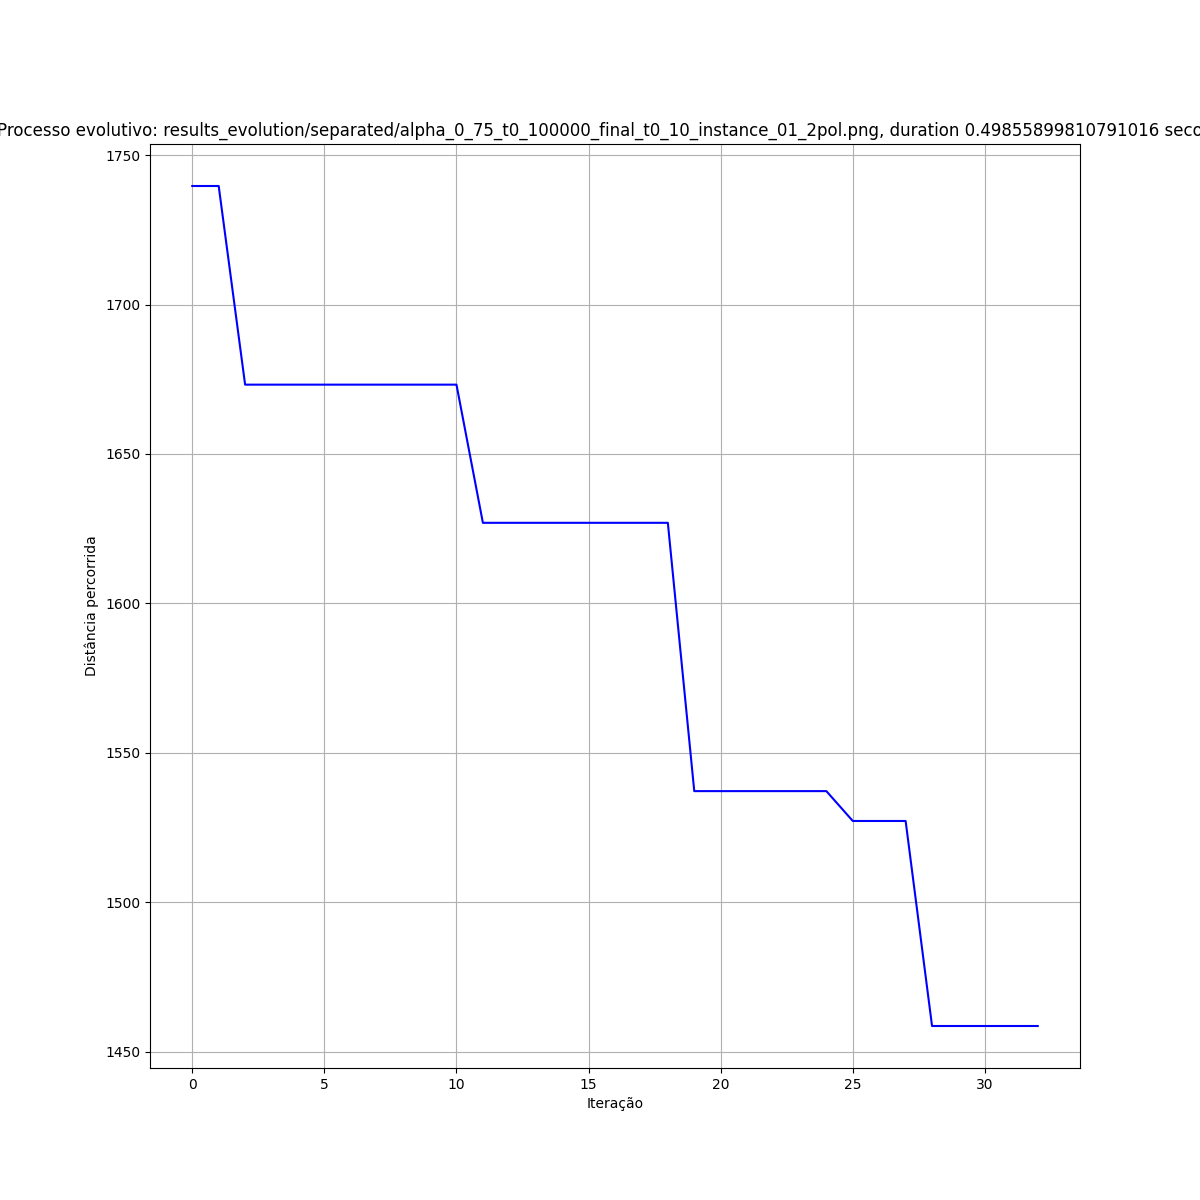 Processo evolutivo: results_evolution/separated/alpha_0_75_t0_100000_final_t0_10_instance_01_2pol.png, duration 0.49855899810791016
1750
1700
1650
1600
1550
1500
1450
Distância percorrida
0 5 10 15 20 25 30
Iteração